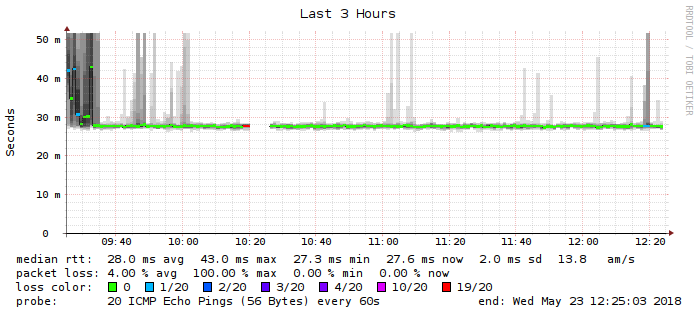 Last 3 Hours
RRDTOOL / TOBI OETIKER
Seconds
50 m
40 m
30 m
20 m
10 m
0
09:40 10:00 10:20 10:40 11:00 11:20 11:40 12:00 12:20
median rtt: 28.0 ms avg 43.0 ms max 27.3 ms min 27.6 ms now 2.0 ms sd 13.8 am/s
packet loss: 4.00 % avg 100.00 % max 0.00 % min 0.00 % now
loss color: 0 1/20 2/20 3/20 4/20 10/20 19/20
probe: 20 ICMP Echo Pings (56 Bytes) every 60s end: Wed May 23 12:25:03 2018